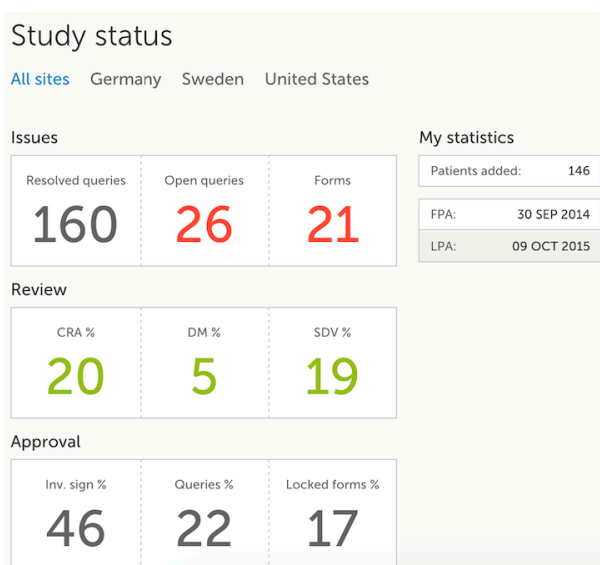 Study status
All sites Germany Sweden United States
Issues
Resolved queries Open queries Forms
160 26 21
Review
CRA % DM % SDV %
20 5 19
Approval
Inv. sign % Queries % Locked forms %
46 22 17
My statistics
Patients added: 146
FPA: 30 SEP 2014
LPA: 09 OCT 2015